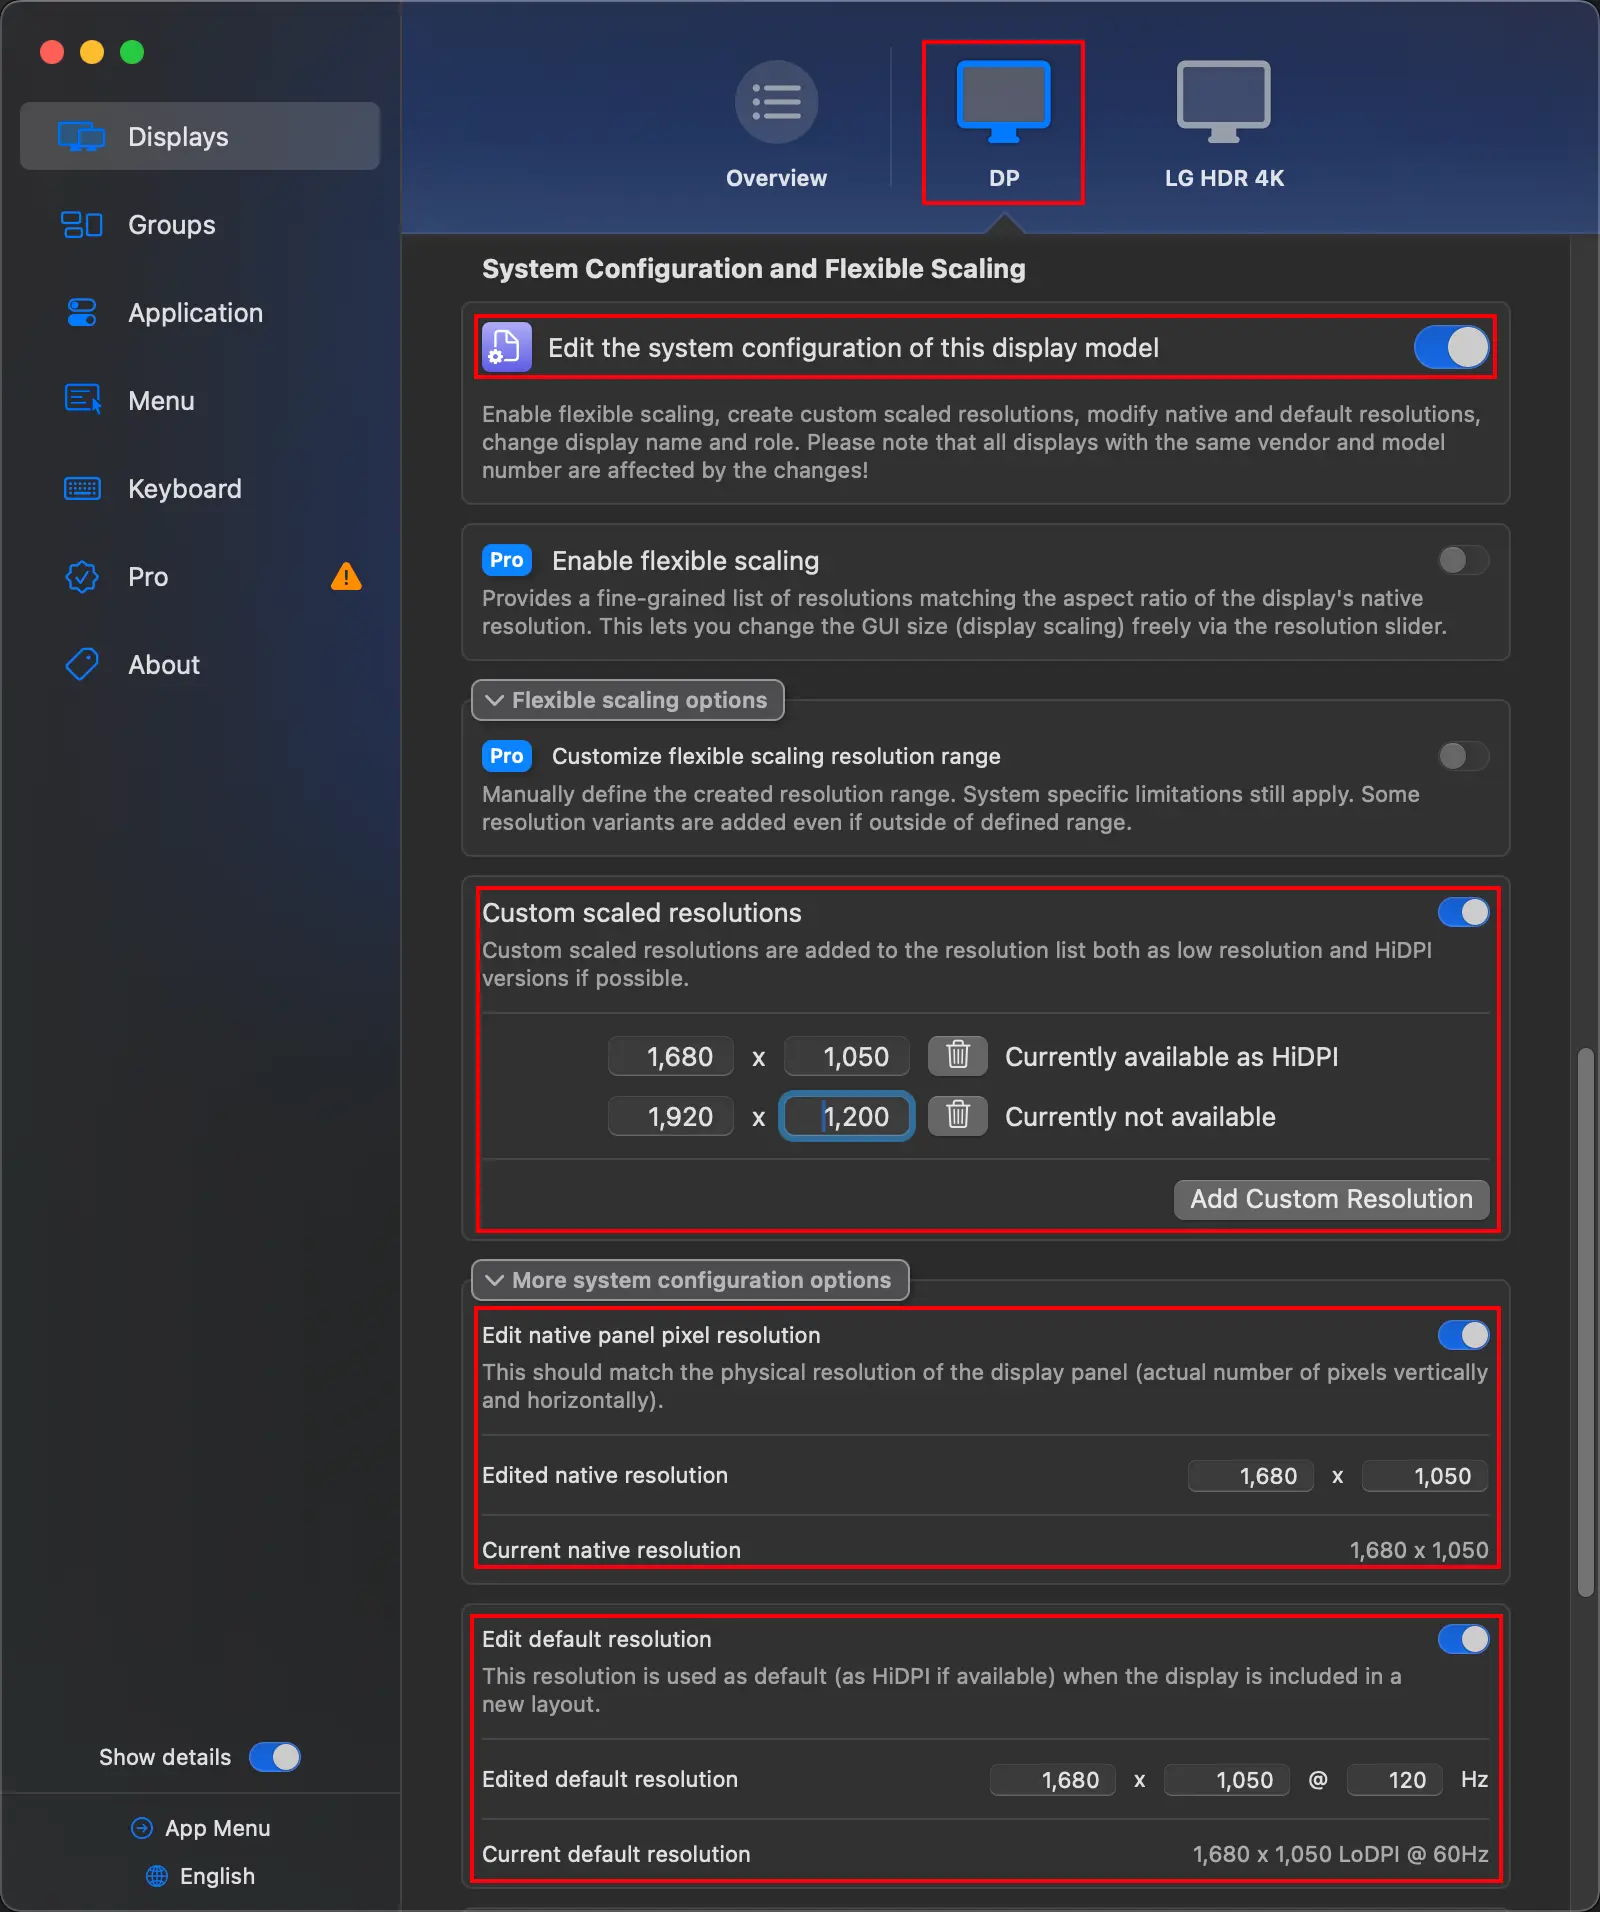 Displays
Groups
Application
Menu
Keyboard
Pro
About
Show details
App Menu
English
Overview
DP
LG HDR 4K
System Configuration and Flexible Scaling
Edit the system configuration of this display model
Enable flexible scaling, create custom scaled resolutions, modify native and default resolutions,
change display name and role. Please note that all displays with the same vendor and model
number are affected by the changes!
Pro Enable flexible scaling
Provides a fine-grained list of resolutions matching the aspect ratio of the display's native
resolution. This lets you change the GUI size (display scaling) freely via the resolution slider.
Flexible scaling options
Pro Customize flexible scaling resolution range
Manually define the created resolution range. System specific limitations still apply. Some
resolution variants are added even if outside of defined range.
Custom scaled resolutions
Custom scaled resolutions are added to the resolution list both as low resolution and HiDPI
versions if possible.
1,680 x 1,050 Currently available as HiDPI
1,920 x 1,200 Currently not available
Add Custom Resolution
More system configuration options
Edit native panel pixel resolution
This should match the physical resolution of the display panel (actual number of pixels vertically
and horizontally).
Edited native resolution 1,680 x 1,050
Current native resolution 1,680 x 1,050
Edit default resolution
This resolution is used as default (as HiDPI if available) when the display is included in a
new layout.
Edited default resolution 1,680 x 1,050 @ 120 Hz
Current default resolution 1,680 x 1,050 LoDPI @ 60Hz